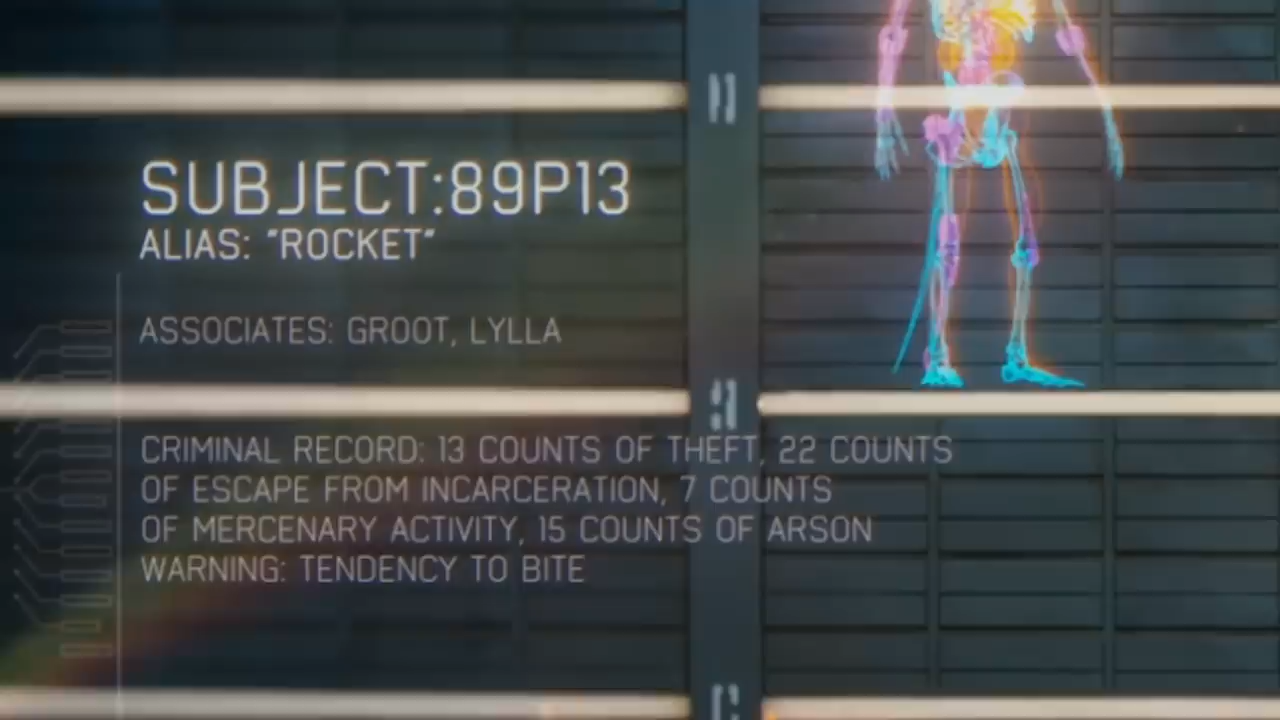 SUBJECT:89P13
ALIAS: "ROCKET"
ASSOCIATES: GROOT, LYLLA
CRIMINAL RECORD: 13 COUNTS OF THEFT, 22 COUNTS
OF ESCAPE FROM INCARCERATION, 7 COUNTS
OF MERCENARY ACTIVITY, 15 COUNTS OF ARSON
WARNING: TENDENCY TO BITE